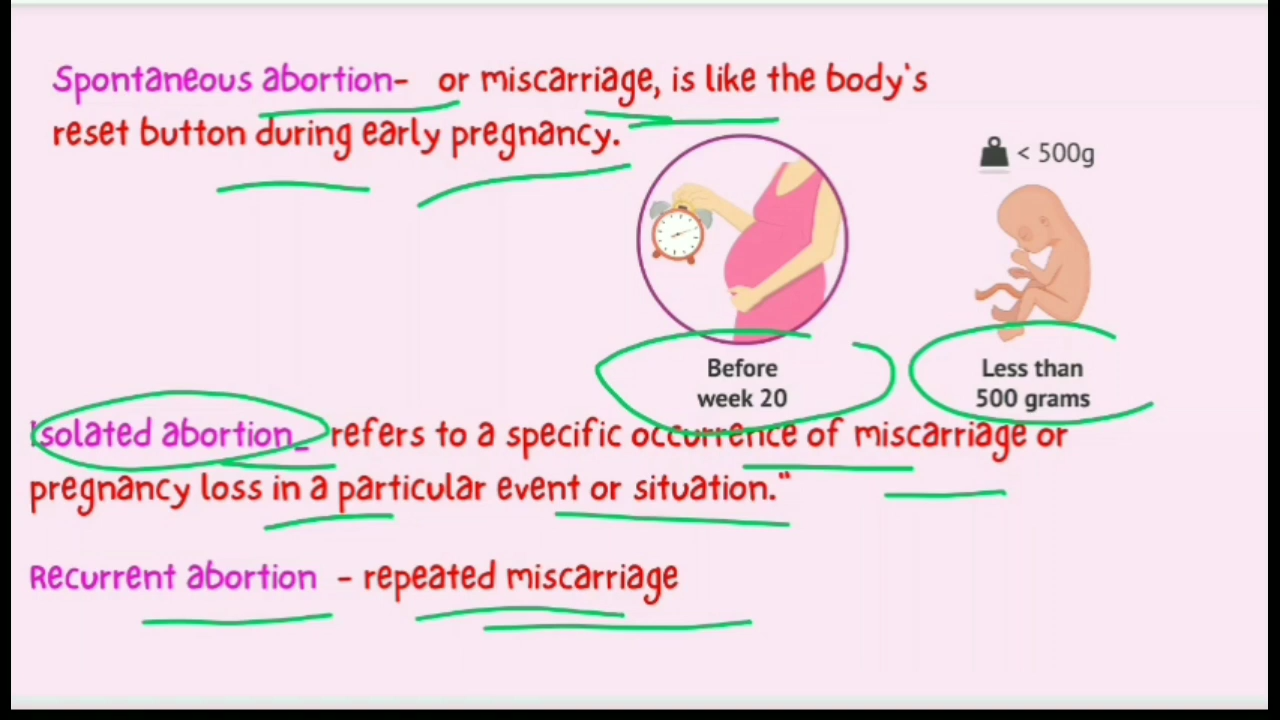 Spontaneous abortion- or miscarriage, is like the body's
reset button during early pregnancy.
< 500g
Before
week 20
Less than
500 grams
Isolated abortion_ refers to a specific occurrence of miscarriage or
pregnancy loss in a particular event or situation."
Recurrent abortion - repeated miscarriage